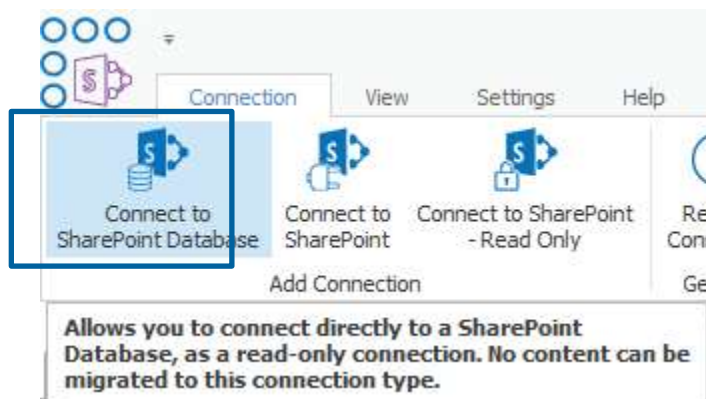 Connection View Settings Help
Connect to Connect to Connect to SharePoint
SharePoint Database SharePoint - Read Only
Add Connection
Allows you to connect directly to a SharePoint
Database, as a read-only connection. No content can be
migrated to this connection type.